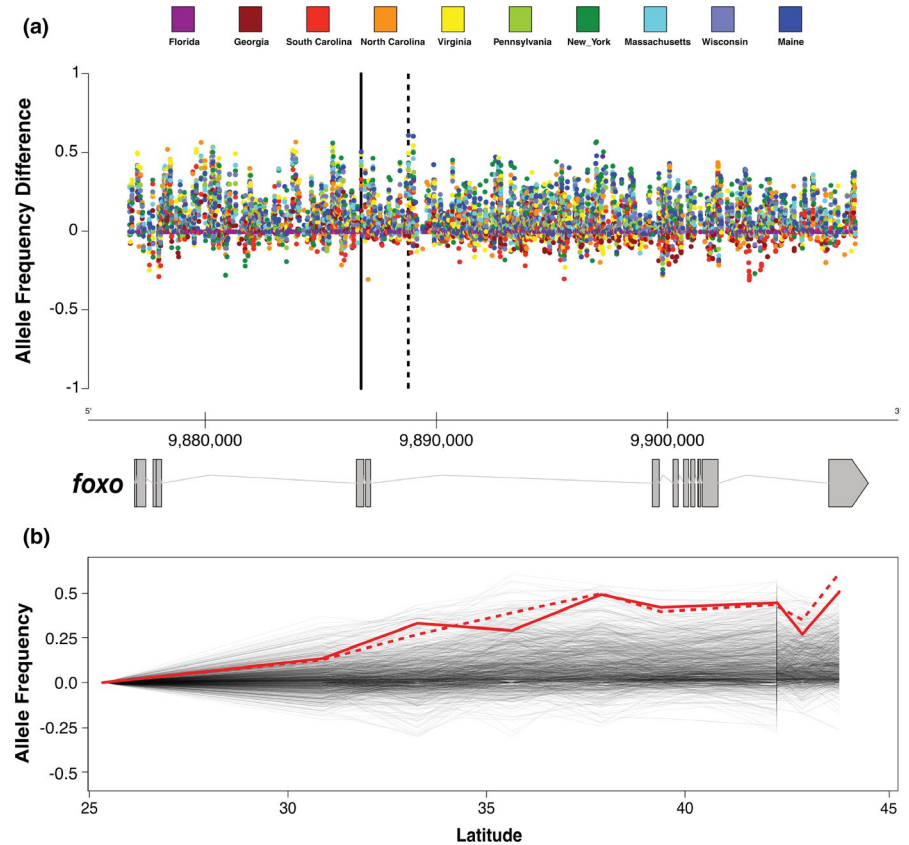 (a)
Florida Georgia South Carolina North Carolina Virginia Pennsylvania New_York Massachusetts Wisconsin Maine
Allele Frequency Difference
1
0.5
0
-0.5
-1
5' 3'
9,880,000 9,890,000 9,900,000
foxo
(b)
Allele Frequency
0.5
0.25
0.0
-0.25
-0.5
25 30 35 40 45
Latitude